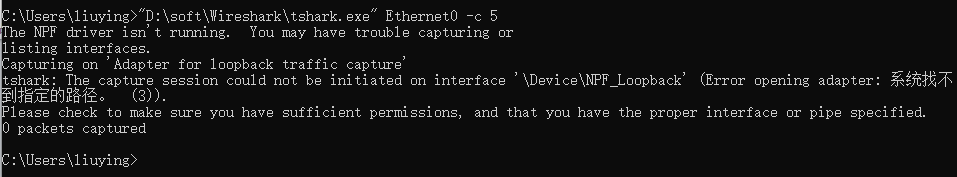 C:\Users\liuying>"D:\soft\Wireshark\tshark.exe" Ethernet0 -c 5
The NPF driver isn't running.  You may have trouble capturing or
listing interfaces.
Capturing on 'Adapter for loopback traffic capture'
tshark: The capture session could not be initiated on interface '\Device\NPF_Loopback' (Error opening adapter: 系统找不
到指定的路径。  (3)).
Please check to make sure you have sufficient permissions, and that you have the proper interface or pipe specified.
0 packets captured
C:\Users\liuying>